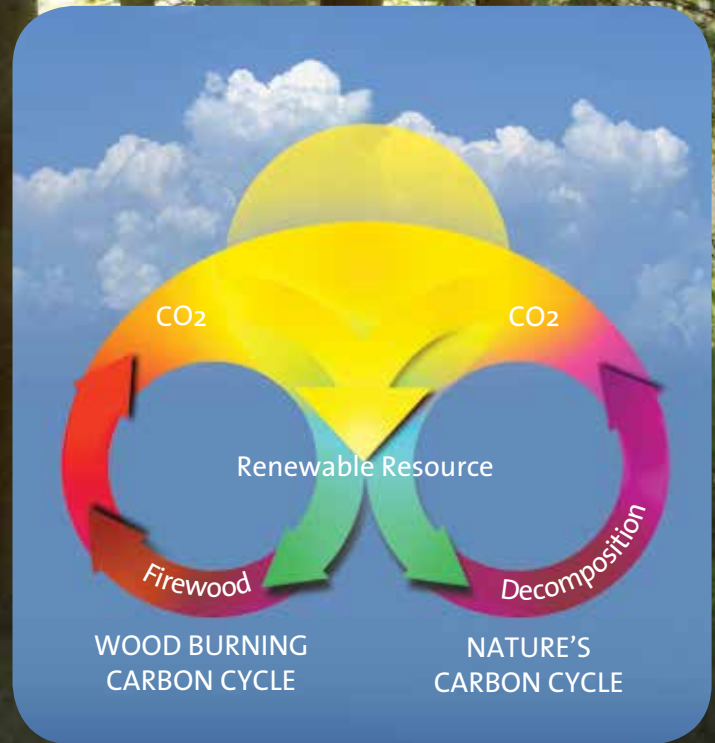 CO2
CO2
Renewable Resource
Firewood
Decomposition
WOOD BURNING
CARBON CYCLE
NATURE'S
CARBON CYCLE